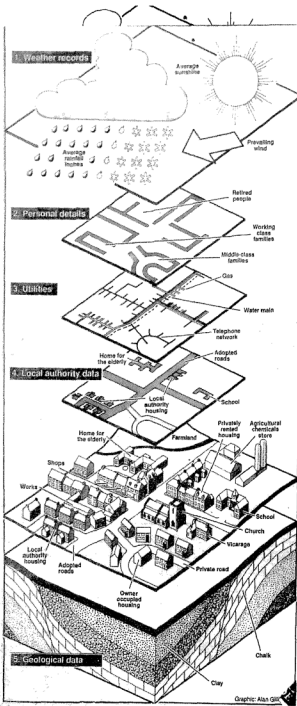 1. Weather records
Average
sunshine
Average
rainfall
inches
Prevailing
wind
Retired
people
2. Personal details
Working
class
families
Middle-class
families
Gas
3. Utilities
Water main
Telephone
network
Home for
the elderly
Adopted
roads
4. Local authority data
Local
authority
housing
School
Home for
the elderly
Farmland
Privately
rented
housing
Agricultural
chemicals
store
Shops
Works
School
Church
Vicarage
Local
authority
housing
Adopted
roads
Private road
Owner
occupied
housing
Chalk
5. Geological data
Clay
Graphic: Alan Gill